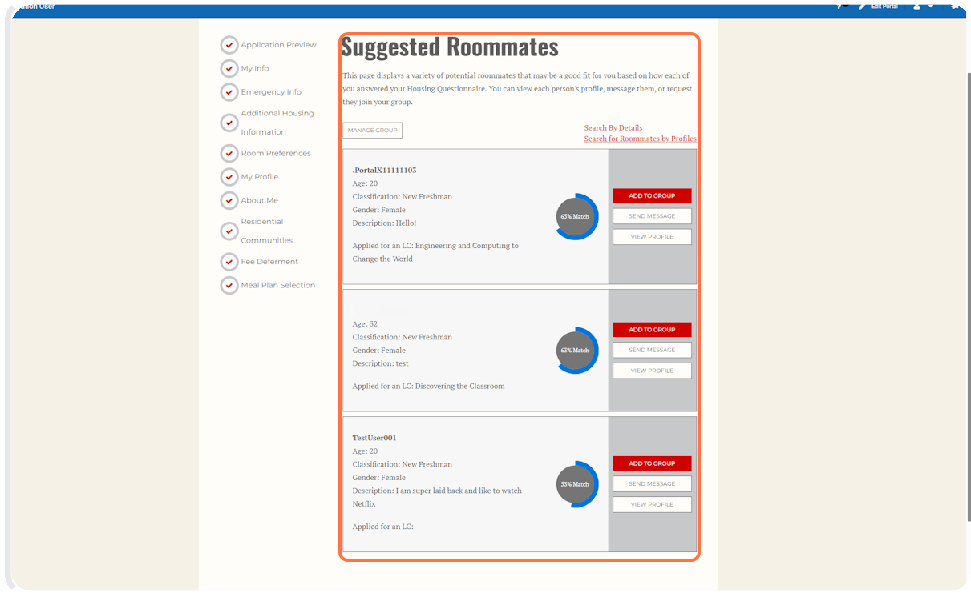 Edit Portal
Application Preview
My Info
Emergency Info
Additional Housing
Information
Room Preferences
My Profile
About Me
Residential
Communities
Fee Deferment
Meal Plan Selection
Suggested Roommates
This page displays a variety of potential roommates that may be a good fit for you based on how each of
you answered your Housing Questionnaire. You can view each person's profile, message them, or request
they join your group.
MANAGE GROUP
Search By Details
Search for Roommates by Profiles
Age: 20
Classification: New Freshman
Gender: Female
Description: Hello!
Applied for an LC: Engineering and Computing to
Change the World
63% Match
ADD TO GROUP
SEND MESSAGE
VIEW PROFILE
Age: 52
Classification: New Freshman
Gender: Female
Description: test
Applied for an LC: Discovering the Classroom
63% Match
ADD TO GROUP
SEND MESSAGE
VIEW PROFILE
TestUser001
Age: 20
Classification: New Freshman
Gender: Female
Description: I am super laid back and like to watch
Netflix
Applied for an LC:
53% Match
ADD TO GROUP
SEND MESSAGE
VIEW PROFILE